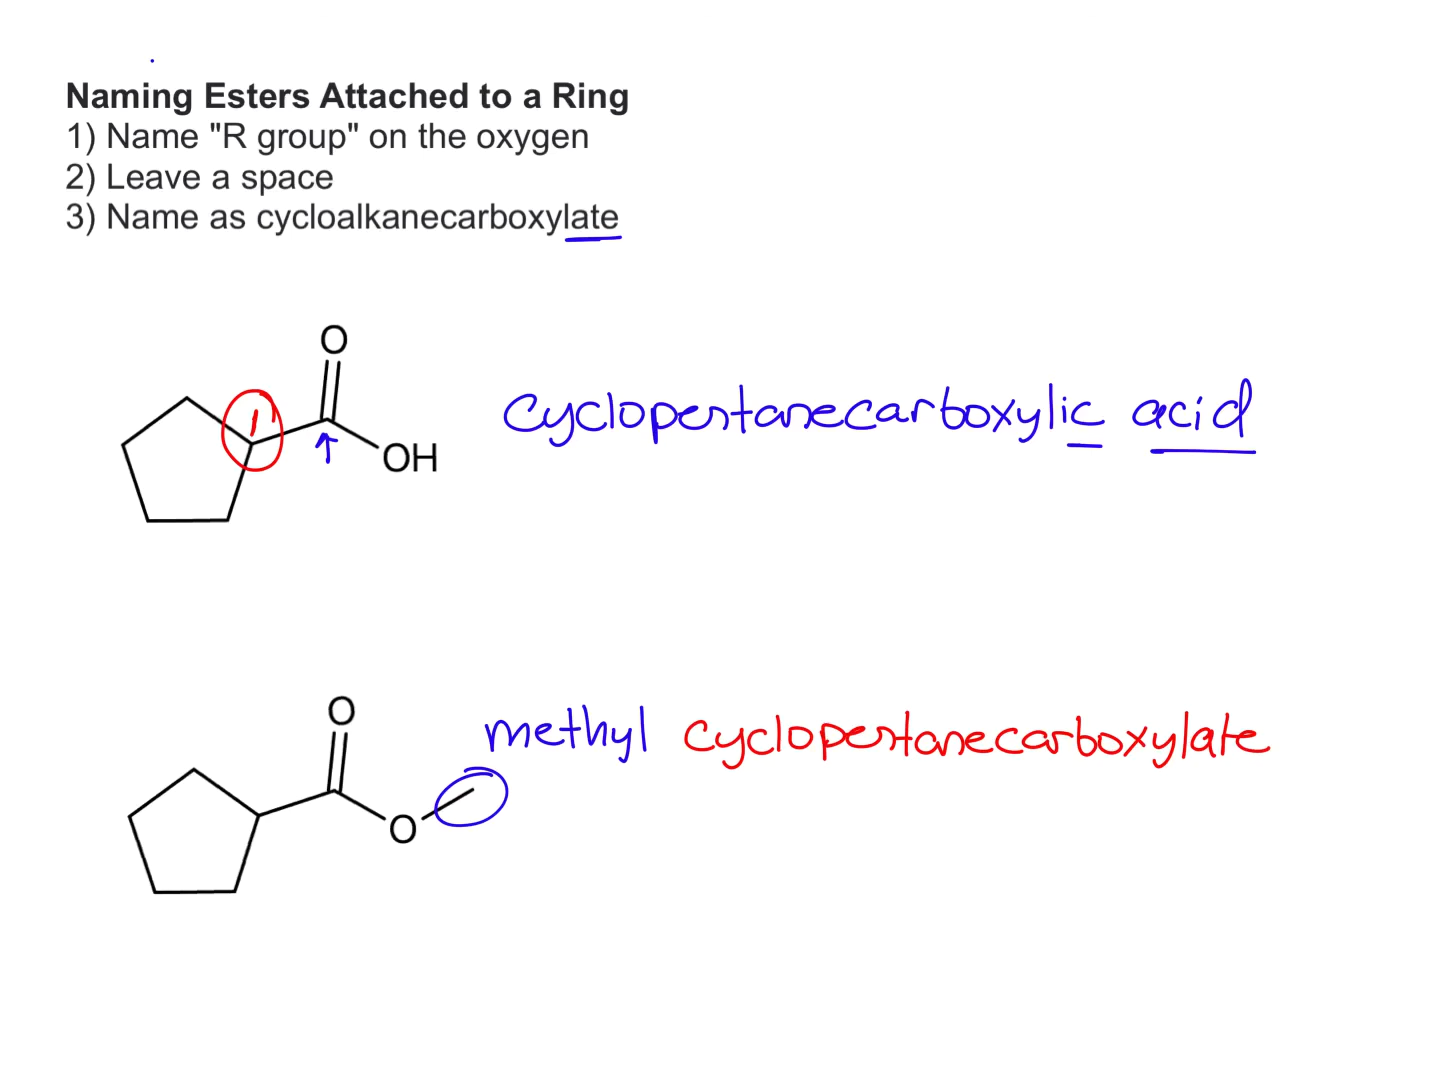 Naming Esters Attached to a Ring
1) Name "R group" on the oxygen
2) Leave a space
3) Name as cycloalkanecarboxylate
O
1
OH
cyclopentanecarboxylic acid
O
methyl cyclopentanecarboxylate
O